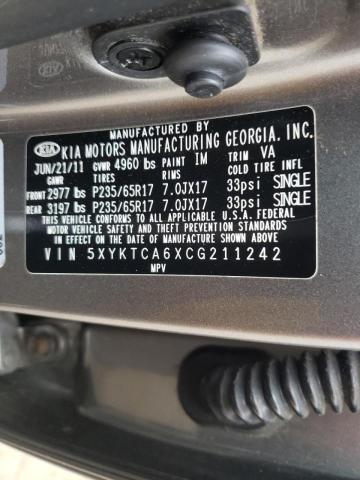 MANUFACTURED BY
KIA KIA MOTORS MANUFACTURING GEORGIA, INC.
JUN/21/11 GVWR 4960 lbs PAINT IM TRIM VA
GAWR TIRES RIMS COLD TIRE INFL
FRONT 2977 lbs P235/65R17 7.0JX17 33psi SINGLE
REAR 3197 lbs P235/65R17 7.0JX17 33psi SINGLE
THIS VEHICLE CONFORMS TO ALL APPLICABLE U.S.A. FEDERAL
MOTOR VEHICLE SAFETY AND THEFT PREVENTION STANDARDS
IN EFFECT ON THE DATE OF MANUFACTURE SHOWN ABOVE.
VIN 5XYKTCA6XCG211242
MPV